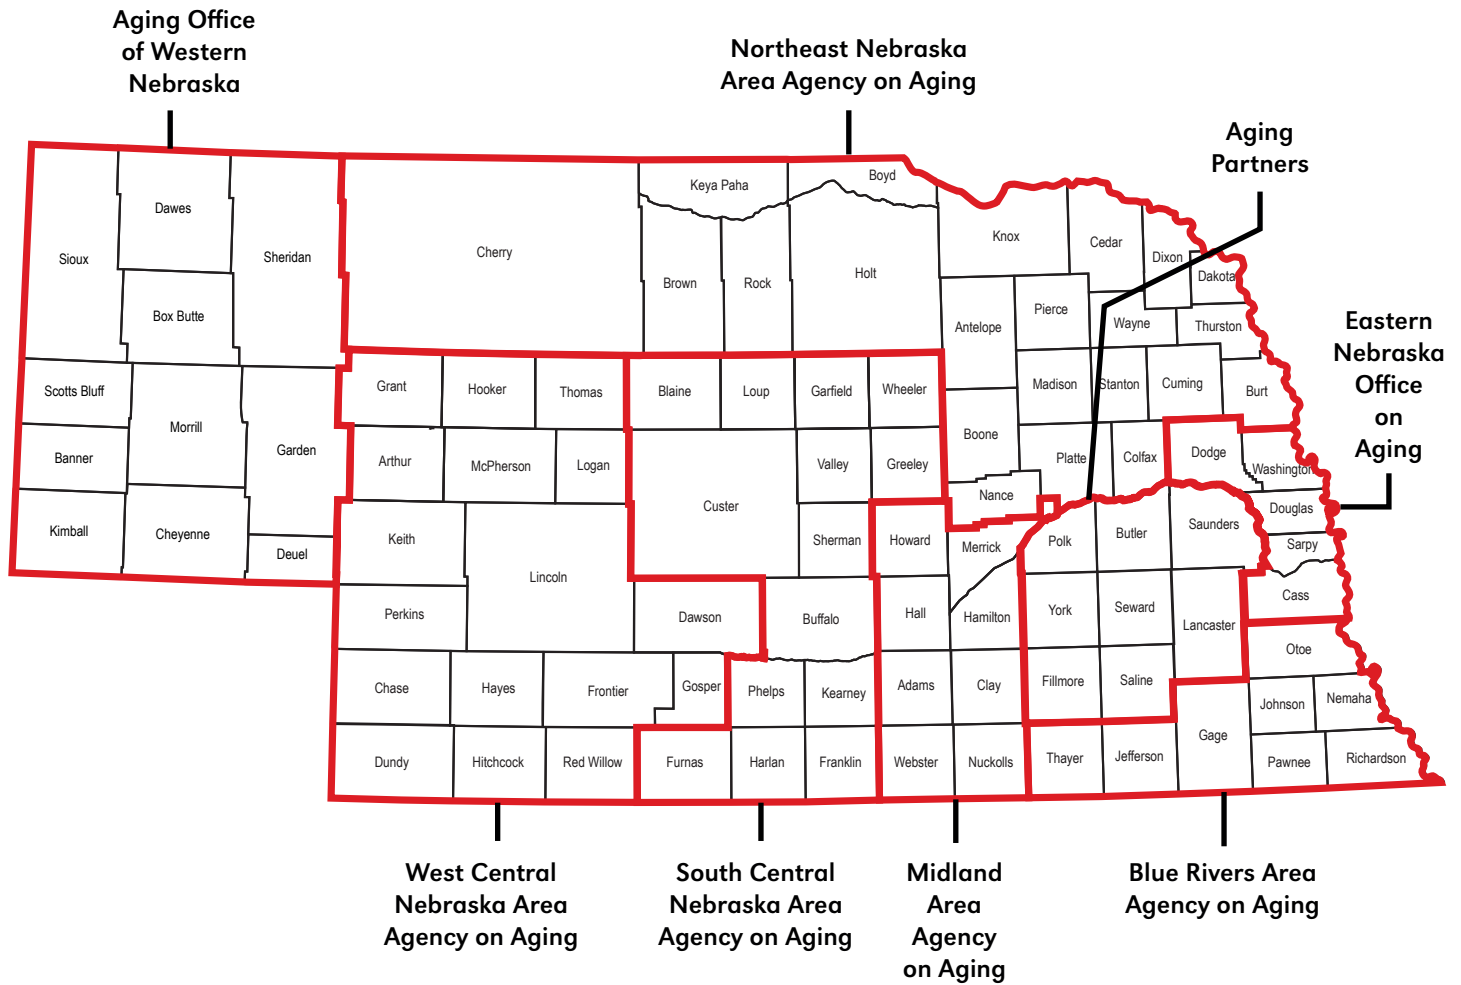 Aging Office
of Western
Nebraska
Northeast Nebraska
Area Agency on Aging
Aging
Partners
Eastern
Nebraska
Office
on
Aging
Sioux
Dawes
Sheridan
Box Butte
Scotts Bluff
Morrill
Garden
Banner
Kimball
Cheyenne
Deuel
Cherry
Keya Paha
Boyd
Brown
Rock
Holt
Knox
Cedar
Dixon
Dakota
Antelope
Pierce
Wayne
Thurston
Madison
Stanton
Cuming
Burt
Boone
Platte
Colfax
Nance
Dodge
Washington
Douglas
Sarpy
Cass
Grant
Hooker
Thomas
Arthur
McPherson
Logan
Keith
Lincoln
Perkins
Dawson
Chase
Hayes
Frontier
Gosper
Dundy
Hitchcock
Red Willow
Blaine
Loup
Garfield
Wheeler
Custer
Valley
Greeley
Sherman
Buffalo
Phelps
Kearney
Furnas
Harlan
Franklin
Howard
Merrick
Hall
Hamilton
Adams
Clay
Webster
Nuckolls
Polk
Butler
Saunders
York
Seward
Lancaster
Fillmore
Saline
Otoe
Johnson
Nemaha
Thayer
Jefferson
Gage
Pawnee
Richardson
West Central
Nebraska Area
Agency on Aging
South Central
Nebraska Area
Agency on Aging
Midland
Area
Agency
on Aging
Blue Rivers Area
Agency on Aging